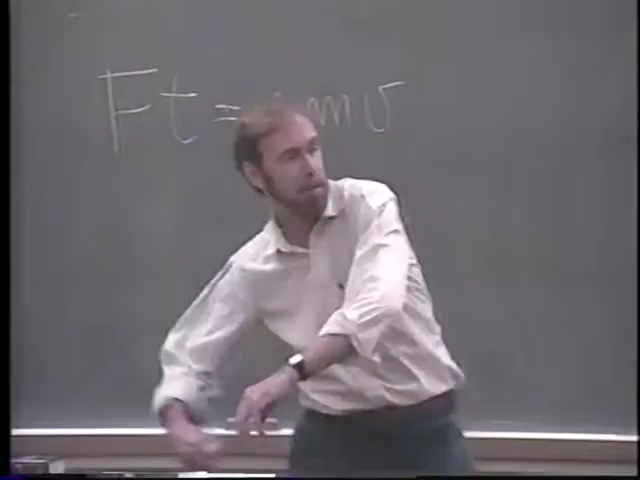 Ft = mv